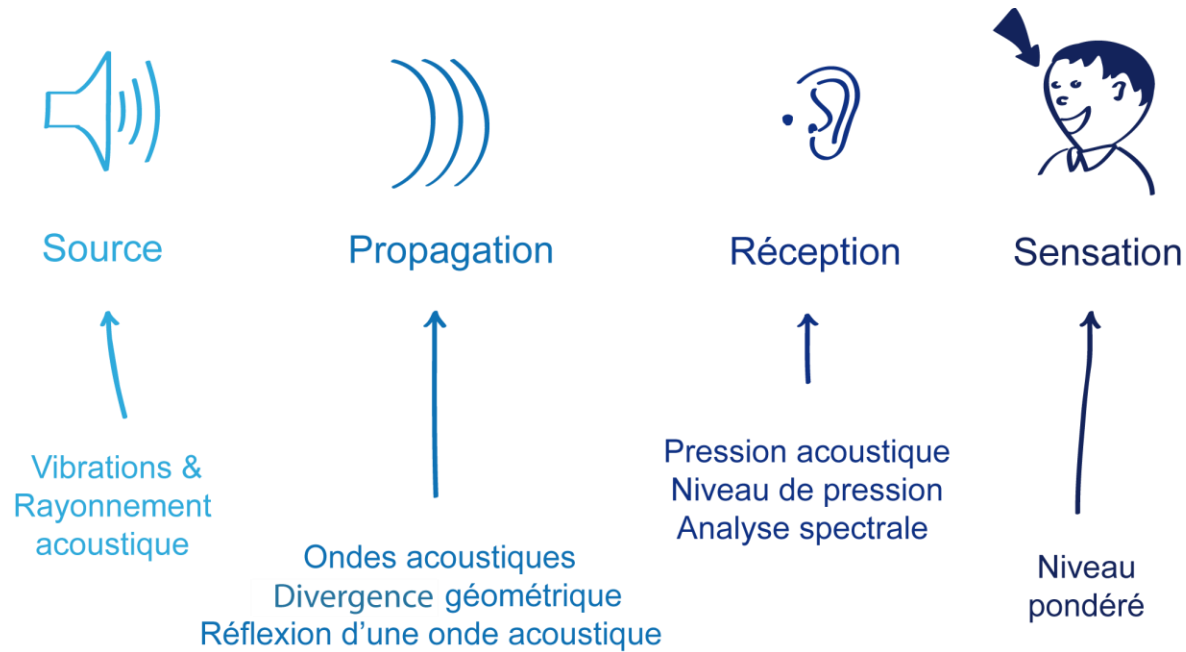 Source
Propagation
Réception
Sensation
Vibrations &
Rayonnement
acoustique
Ondes acoustiques
Divergence géométrique
Réflexion d'une onde acoustique
Pression acoustique
Niveau de pression
Analyse spectrale
Niveau
pondéré